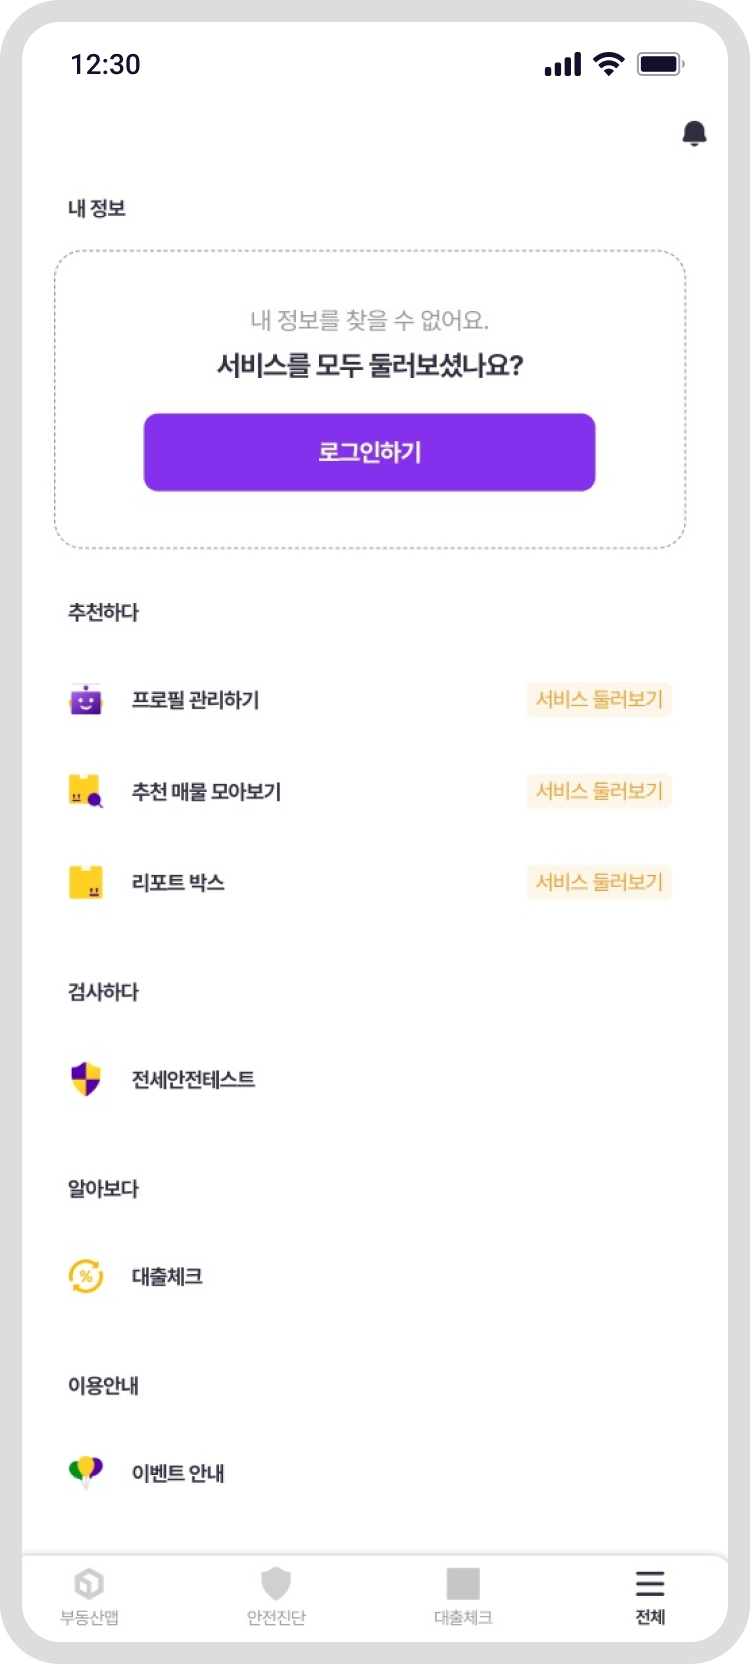 12:30
내 정보
내 정보를 찾을 수 없어요.
서비스를 모두 둘러보셨나요?
로그인하기
추천하다
프로필 관리하기
서비스 둘러보기
추천 매물 모아보기
서비스 둘러보기
리포트 박스
서비스 둘러보기
검사하다
전세안전테스트
알아보다
%
대출체크
이용안내
이벤트 안내
부동산맵
안전진단
대출체크
전체